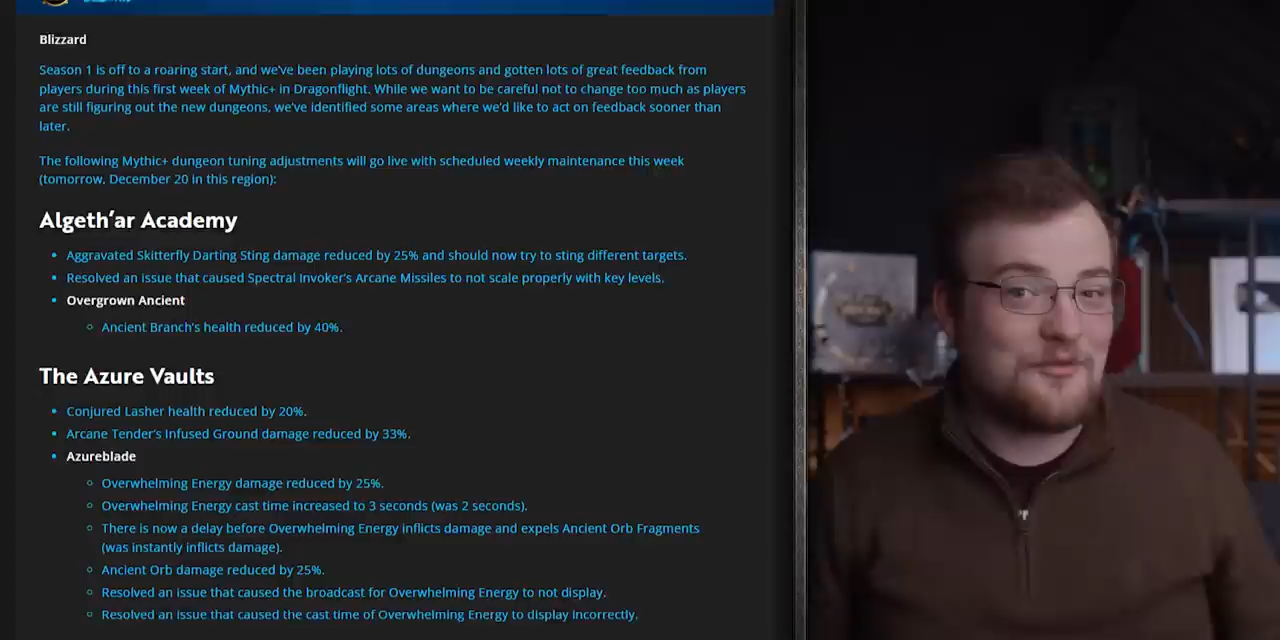 Blizzard
Season 1 is off to a roaring start, and we've been playing lots of dungeons and gotten lots of great feedback from
players during this first week of Mythic+ in Dragonflight. While we want to be careful not to change too much as players
are still figuring out the new dungeons, we've identified some areas where we'd like to act on feedback sooner than
later.
The following Mythic+ dungeon tuning adjustments will go live with scheduled weekly maintenance this week
(tomorrow, December 20 in this region):
Algeth'ar Academy
Aggravated Skitterfly Darting Sting damage reduced by 25% and should now try to sting different targets.
Resolved an issue that caused Spectral Invoker's Arcane Missiles to not scale properly with key levels.
Overgrown Ancient
Ancient Branch's health reduced by 40%.
The Azure Vaults
Conjured Lasher health reduced by 20%.
Arcane Tender's Infused Ground damage reduced by 33%.
Azureblade
Overwhelming Energy damage reduced by 25%.
Overwhelming Energy cast time increased to 3 seconds (was 2 seconds).
There is now a delay before Overwhelming Energy inflicts damage and expels Ancient Orb Fragments
(was instantly inflicts damage).
Ancient Orb damage reduced by 25%.
Resolved an issue that caused the broadcast for Overwhelming Energy to not display.
Resolved an issue that caused the cast time of Overwhelming Energy to display incorrectly.